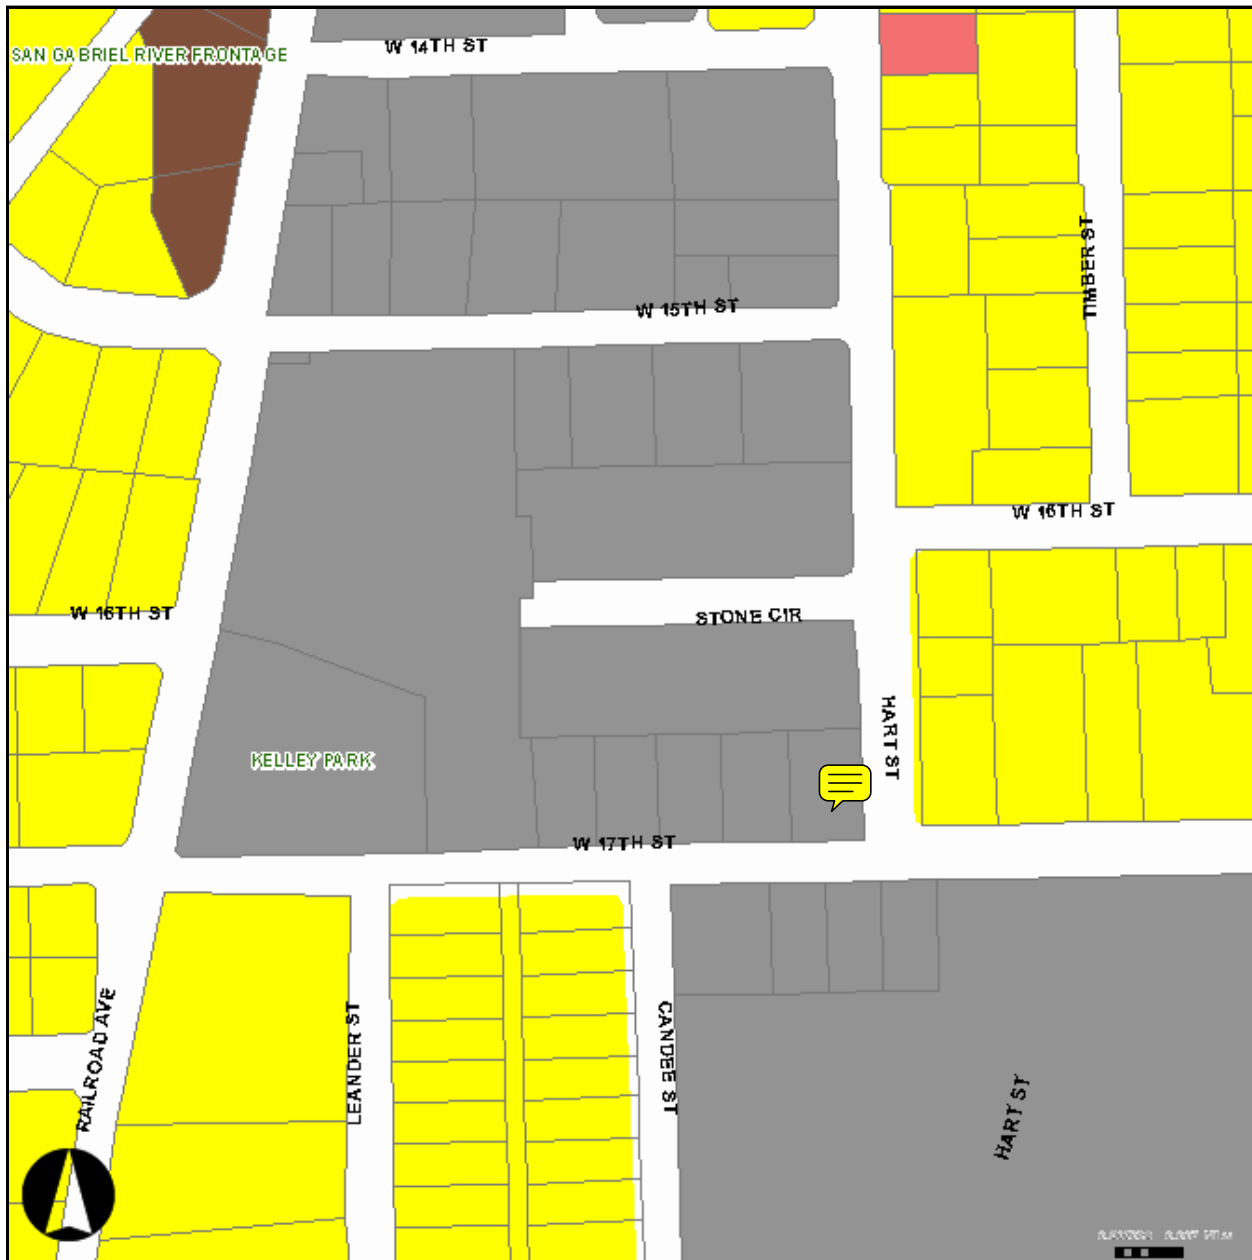 W 14TH ST
SAN GABRIEL RIVER FRONTAGE
TIMBER ST
W 15TH ST
W 16TH ST
W 16TH ST
STONE CIR
HART ST
KELLEY PARK
W 17TH ST
RAILROAD AVE
LEANDER ST
CANDEE ST
HART ST